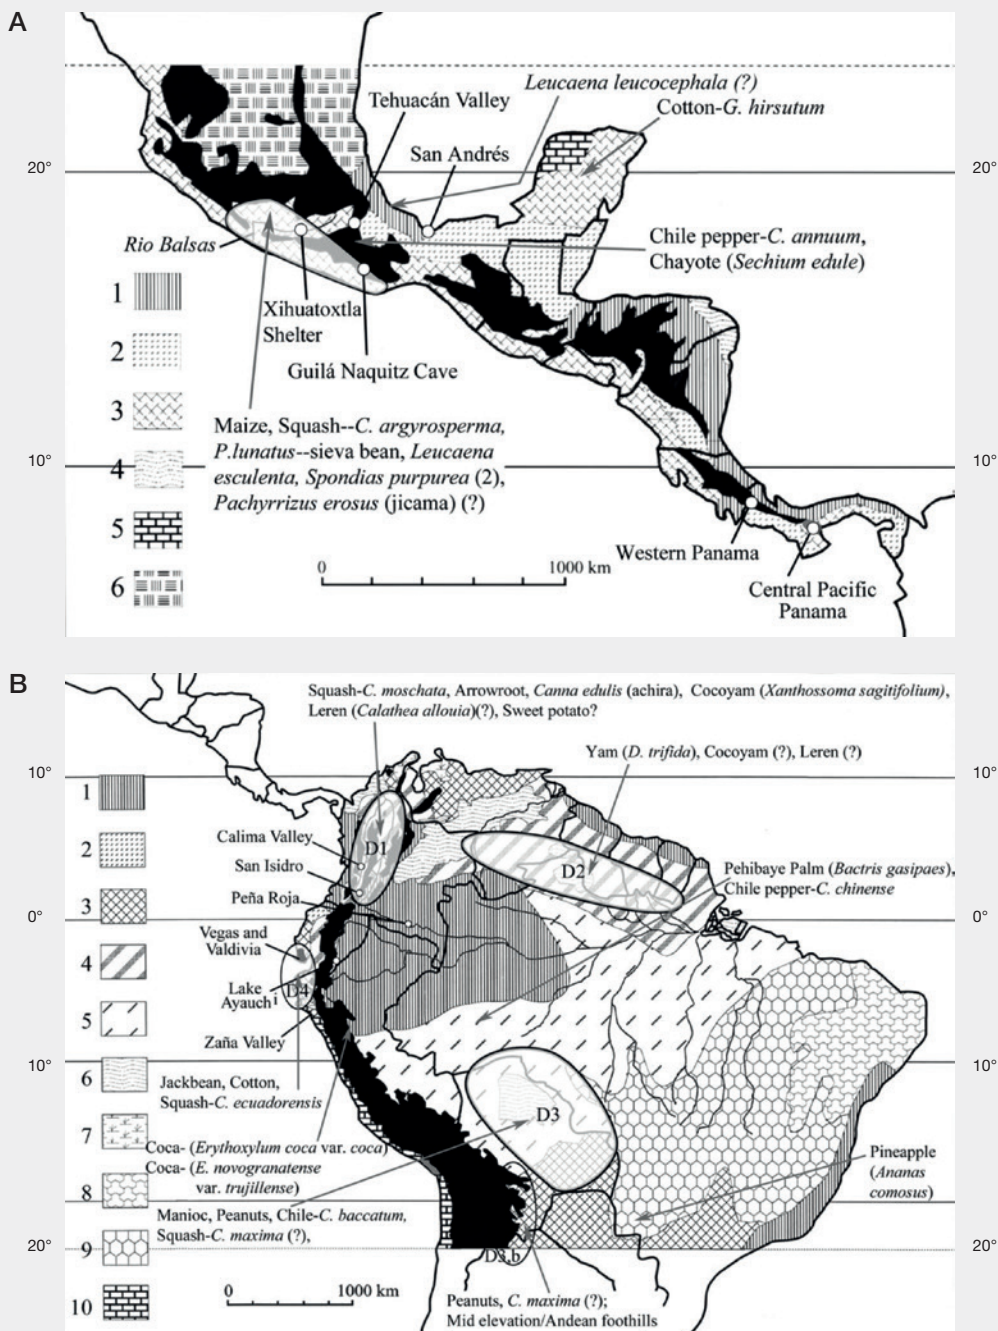 A
Leucaena leucocephala (?)
Tehuacán Valley
Cotton-G. hirsutum
San Andrés
20°
20°
Rio Balsas
Chile pepper-C. annuum,
Chayote (Sechium edule)
1
Xihuatoxtla
Shelter
2
Guilá Naquitz Cave
3
Maize, Squash--C. argyrosperma,
P.lunatus--sieva bean, Leucaena
esculenta, Spondias purpurea (2),
Pachyrrizus erosus (jicama) (?)
10°
10°
4
5
6
Western Panama
0
1000 km
Central Pacific
Panama
B
Squash-C. moschata, Arrowroot, Canna edulis (achira), Cocoyam (Xanthossoma sagitifolium),
Leren (Calathea allouia)(?), Sweet potato?
Yam (D. trifida), Cocoyam (?), Leren (?)
10°
10°
1
2
Calima Valley
D1
San Isidro
D2
Pehibaye Palm (Bactris gasipaes),
Chile pepper-C. chinense
3
Peña Roja
0°
0°
Vegas and
Valdivia
4
Lake
Ayauchi
D4
5
Zaña Valley
10°
10°
6
Jackbean, Cotton,
Squash-C. ecuadorensis
D3
7
Coca- (Erythoxylum coca var. coca)
Coca- (E. novogranatense
var. trujillense)
Pineapple
(Ananas
comosus)
8
Manioc, Peanuts, Chile-C. baccatum,
Squash-C. maxima (?),
20°
20°
9
D3,b
10
0
1000 km
Peanuts, C. maxima (?);
Mid elevation/Andean foothills